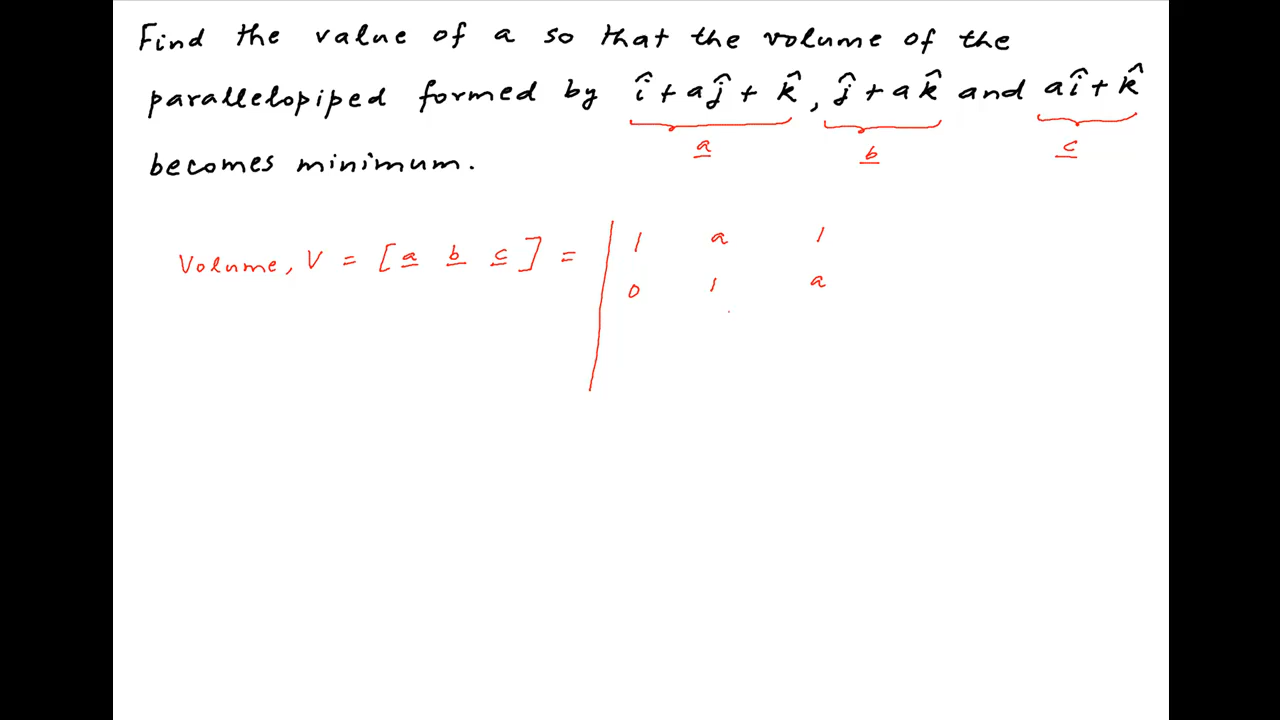 Find the value of a so that the volume of the
parallelopiped formed by î + aĵ + k̂, ĵ + ak̂ and aî + k̂
a b c
becomes minimum.
Volume, V = [a b c] = | 1 a 1
0 1 a